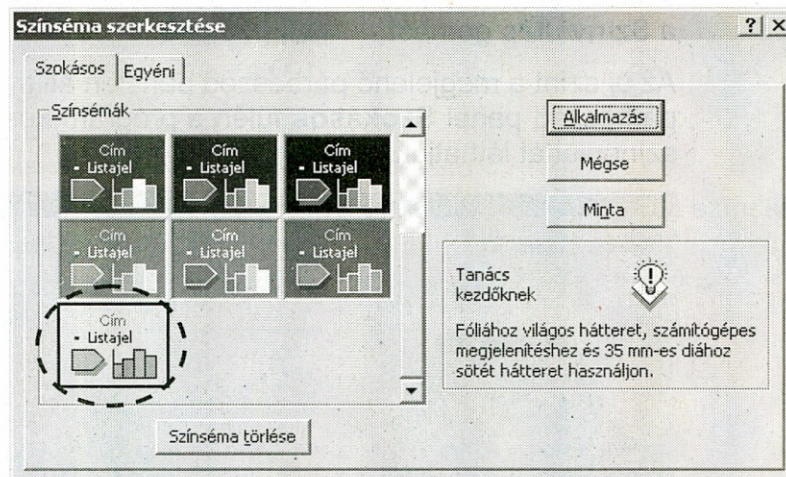 Színséma szerkesztése
Szokásos
Egyéni
Színsémák
Cím
- Listajel
Cím
- Listajel
Cím
- Listajel
Cím
- Listajel
Cím
- Listajel
Cím
- Listajel
Cím
- Listajel
Színséma törlése
Alkalmazás
Mégse
Minta
Tanács
kezdőknek
Fóliához világos hátteret, számítógépes
megjelenítéshez és 35 mm-es diához
sötét hátteret használjon.